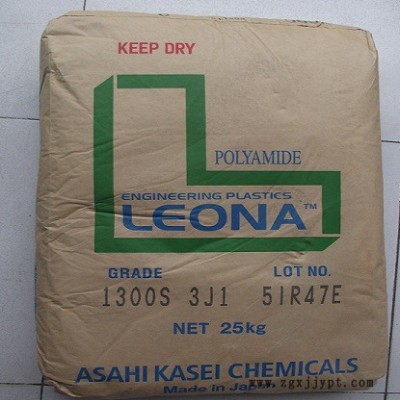 KEEP DRY
POLYAMIDE
ENGINEERING PLASTICS
LEONA™
GRADE LOT NO.
1300S 3J1 51R47E
NET 25kg
ASAHI KASEI CHEMICALS
Made in Japan
www.zgxjjypt.com